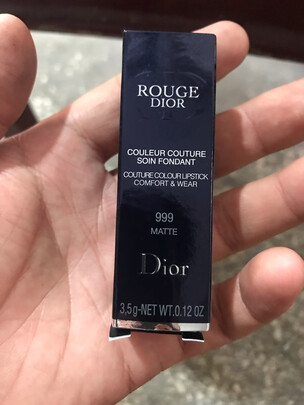 ROUGE
DIOR
COULEUR COUTURE
SOIN FONDANT
COUTURE COLOUR LIPSTICK
COMFORT & WEAR
999
MATTE
Dior
3,5g-NET WT.0.12 OZ